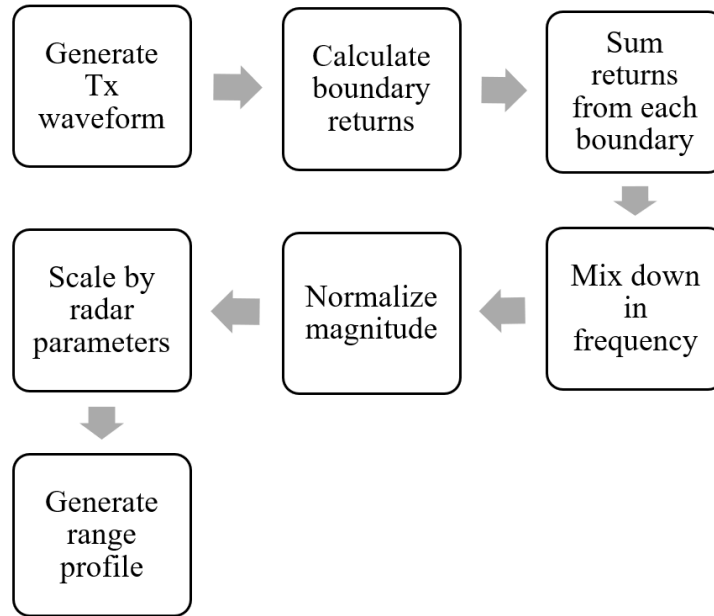 Generate
Tx
waveform
Calculate
boundary
returns
Sum
returns
from each
boundary
Mix down
in
frequency
Normalize
magnitude
Scale by
radar
parameters
Generate
range
profile